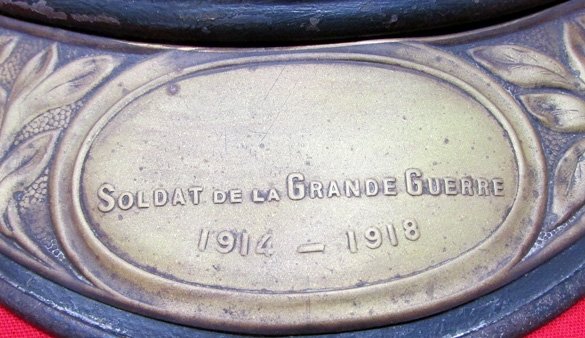 SOLDAT DE LA GRANDE GUERRE
1914 – 1918